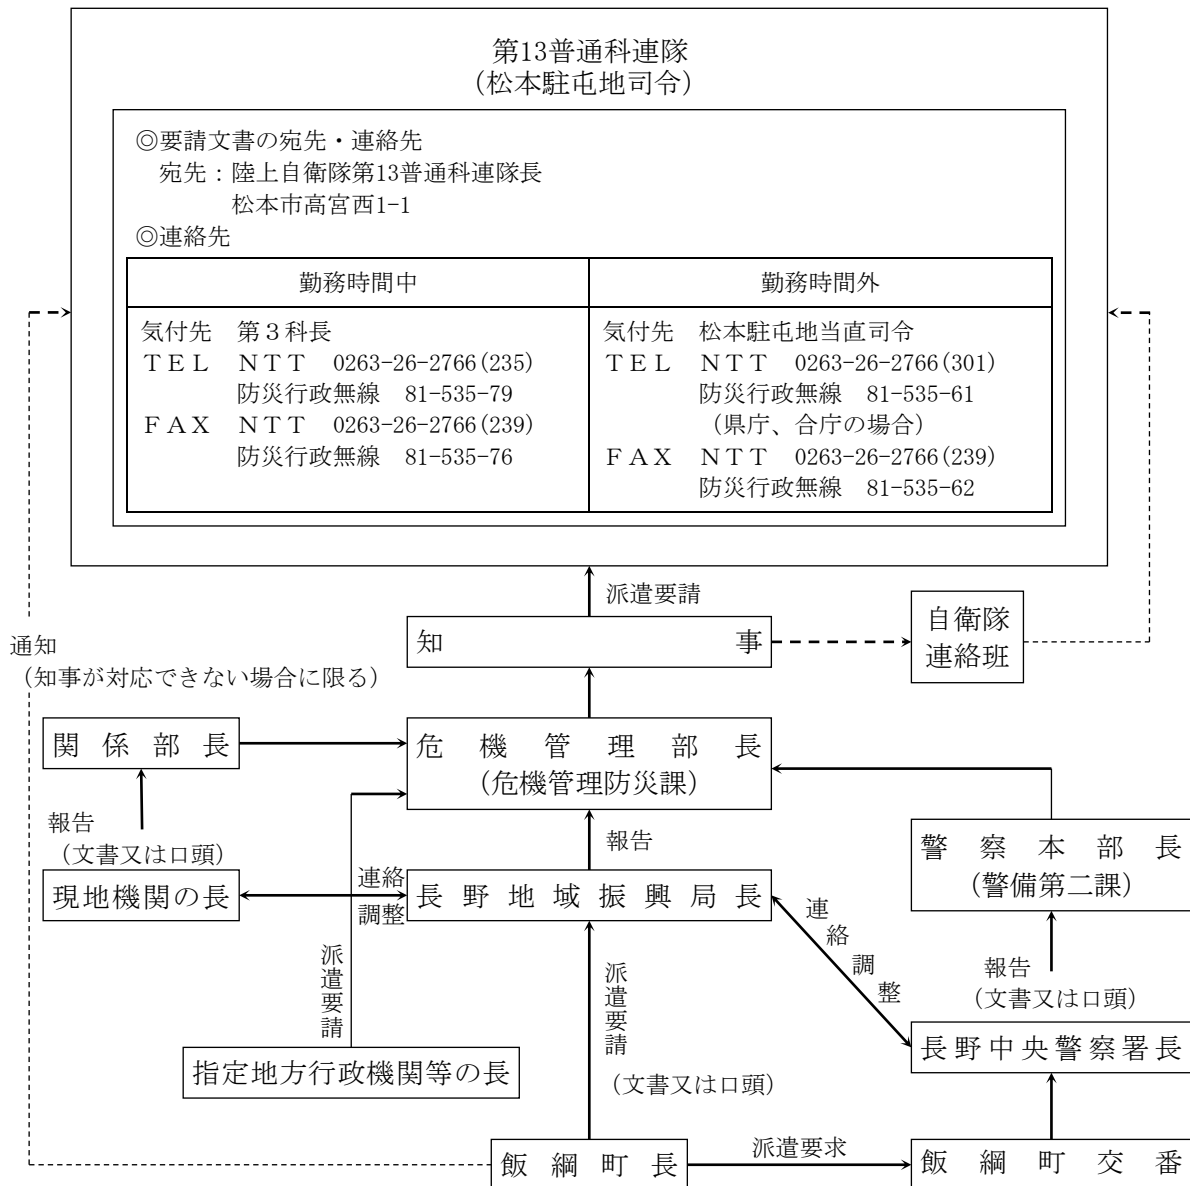 第13普通科連隊
（松本駐屯地司令）
◎要請文書の宛先・連絡先
宛先：陸上自衛隊第13普通科連隊長
松本市高宮西1-1
◎連絡先
勤務時間中
気付先　第３科長
ＴＥＬ　ＮＴＴ　0263-26-2766(235)
防災行政無線　81-535-79
ＦＡＸ　ＮＴＴ　0263-26-2766(239)
防災行政無線　81-535-76
勤務時間外
気付先　松本駐屯地当直司令
ＴＥＬ　ＮＴＴ　0263-26-2766(301)
防災行政無線　81-535-61
（県庁、合庁の場合）
ＦＡＸ　ＮＴＴ　0263-26-2766(239)
防災行政無線　81-535-62
派遣要請
知事
自衛隊
連絡班
通知
（知事が対応できない場合に限る）
関係部長
危機管理部長
（危機管理防災課）
報告
（文書又は口頭）
報告
警察本部長
（警備第二課）
現地機関の長
連絡
調整
長野地域振興局長
連絡調整
派遣要請
派遣要請
報告
（文書又は口頭）
長野中央警察署長
指定地方行政機関等の長
（文書又は口頭）
飯綱町長
派遣要求
飯綱町交番